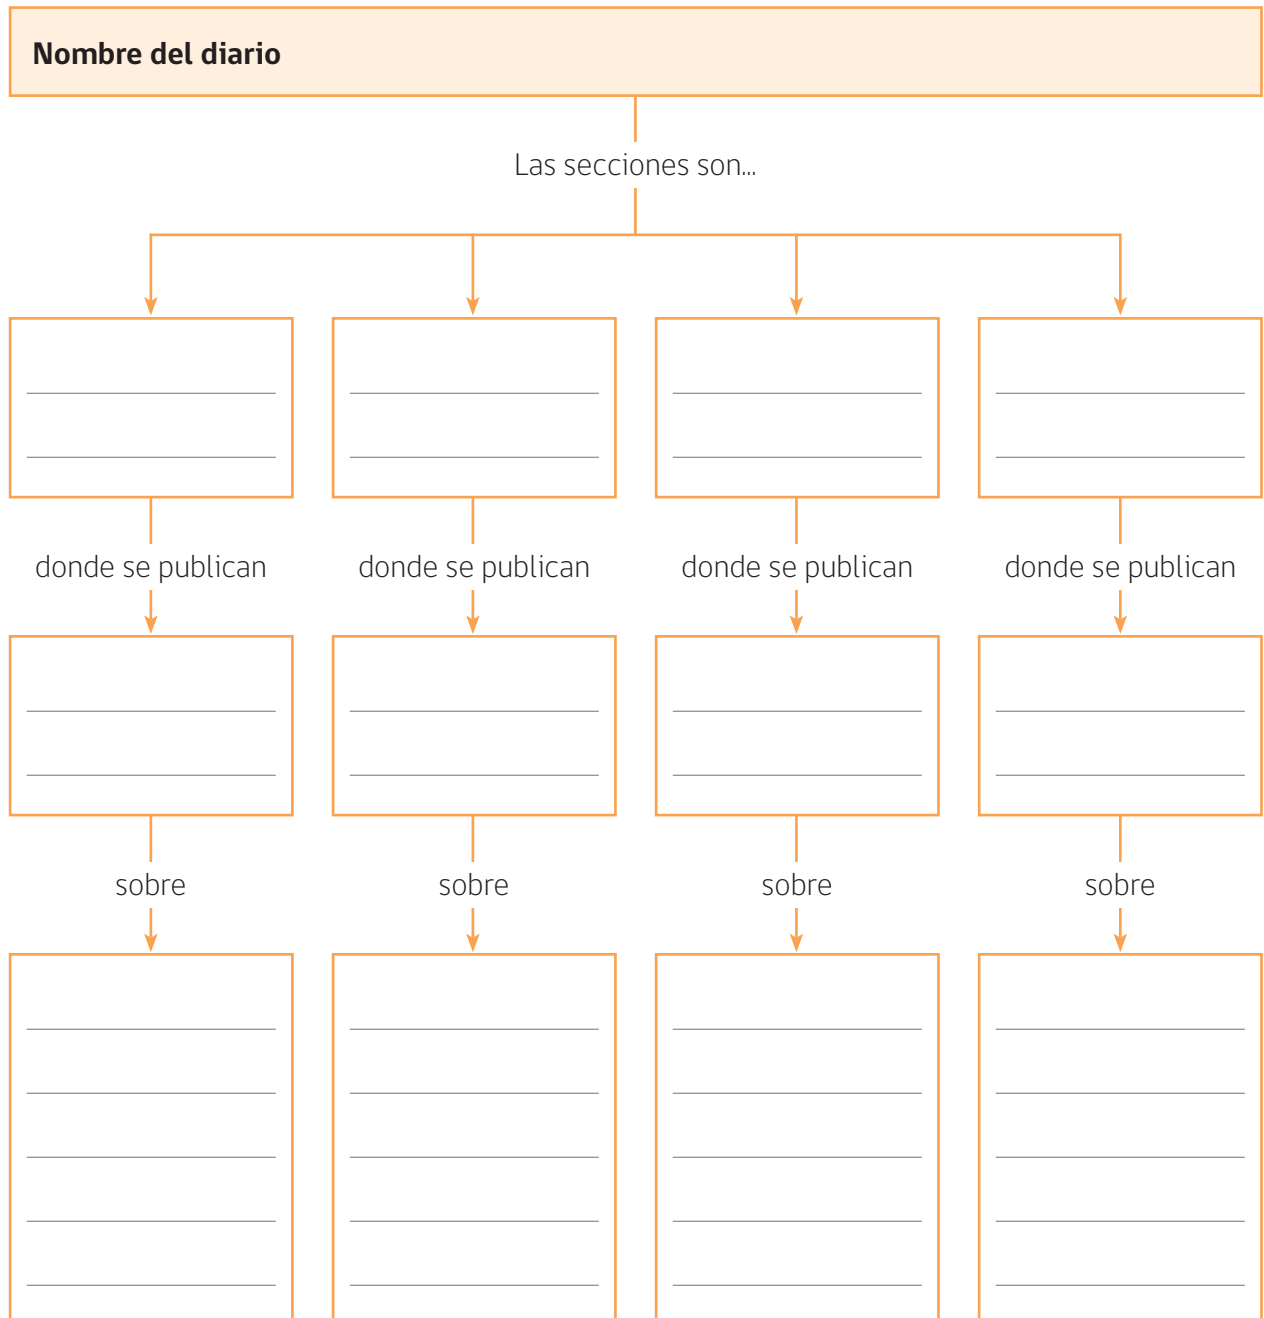 Nombre del diario
Las secciones son...
donde se publican
donde se publican
donde se publican
donde se publican
sobre
sobre
sobre
sobre